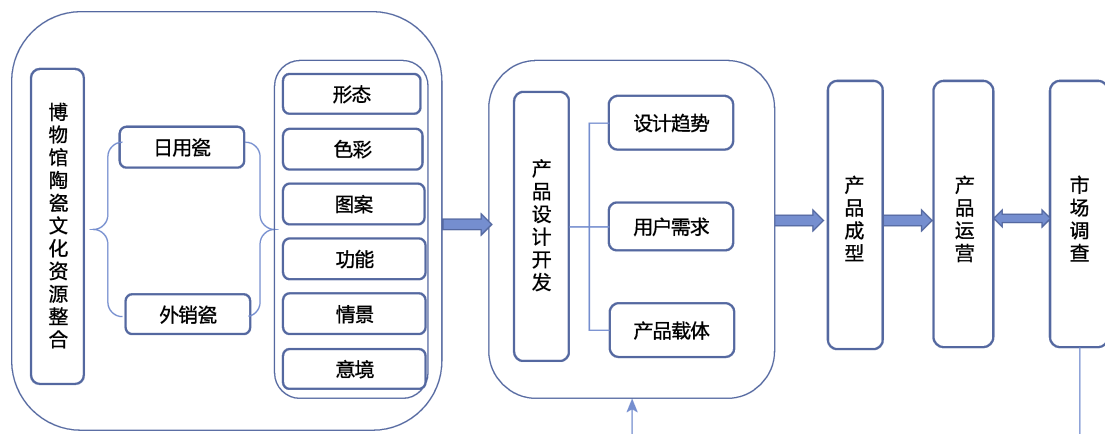 博物馆陶瓷文化资源整合
日用瓷
外销瓷
形态
色彩
图案
功能
情景
意境
产品设计开发
设计趋势
用户需求
产品载体
产品成型
产品运营
市场调查